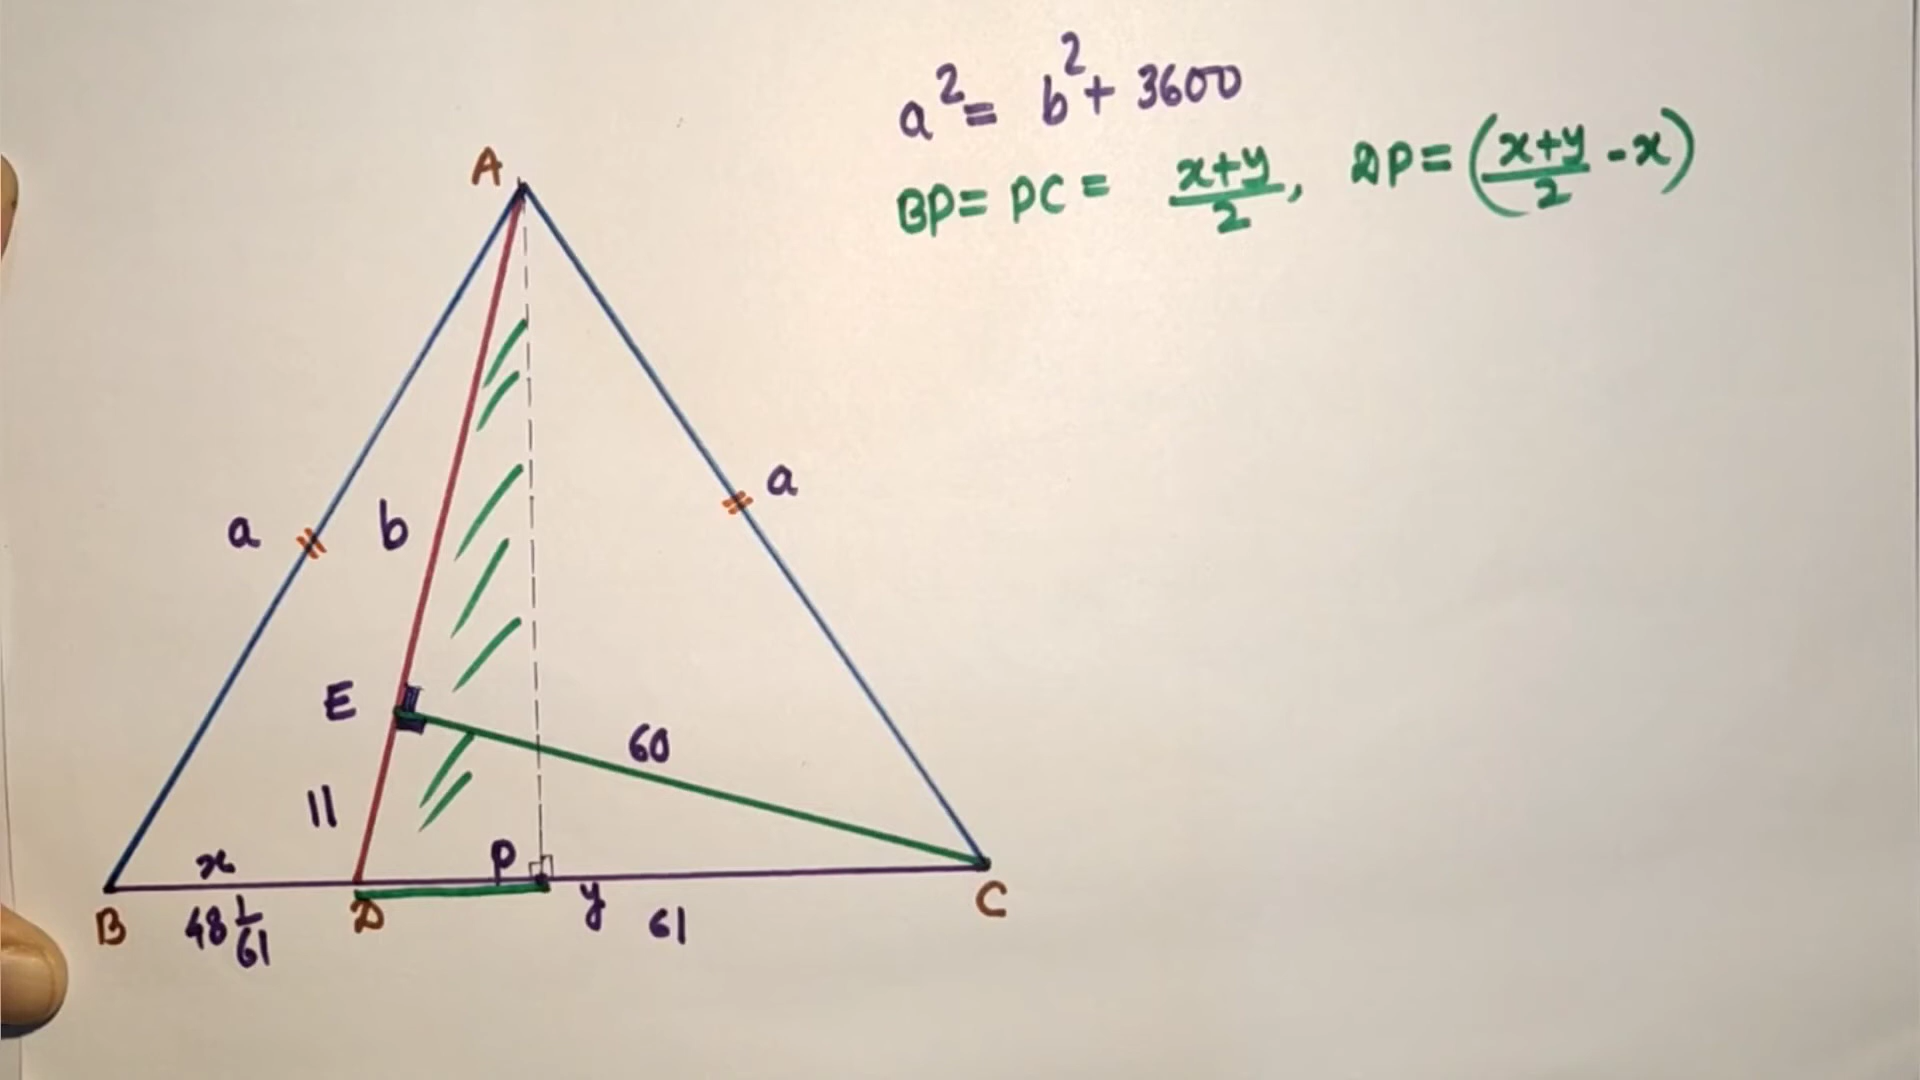 a² = b² + 3600
BP = PC = (x+y)/2, DP = ((x+y)/2 - x)
A
a
a
b
E
60
11
x
P
B
48 1/61
D
y
61
C